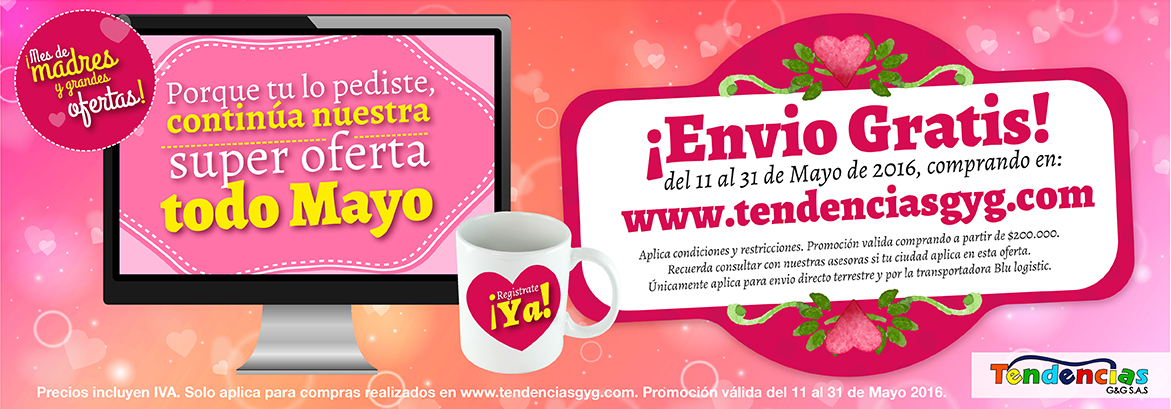 ¡Mes de
madres
y grandes
ofertas!
Porque tu lo pediste,
continúa nuestra
super oferta
todo Mayo
Registrate
¡Ya!
¡Envio Gratis!
del 11 al 31 de Mayo de 2016, comprando en:
www.tendenciasgyg.com
Aplica condiciones y restricciones. Promoción valida comprando a partir de $200.000.
Recuerda consultar con nuestras asesoras si tu ciudad aplica en esta oferta.
Únicamente aplica para envio directo terrestre y por la transportadora Blu logistic.
Precios incluyen IVA. Solo aplica para compras realizados en www.tendenciasgyg.com. Promoción válida del 11 al 31 de Mayo 2016.
Tendencias
G&G S.A.S